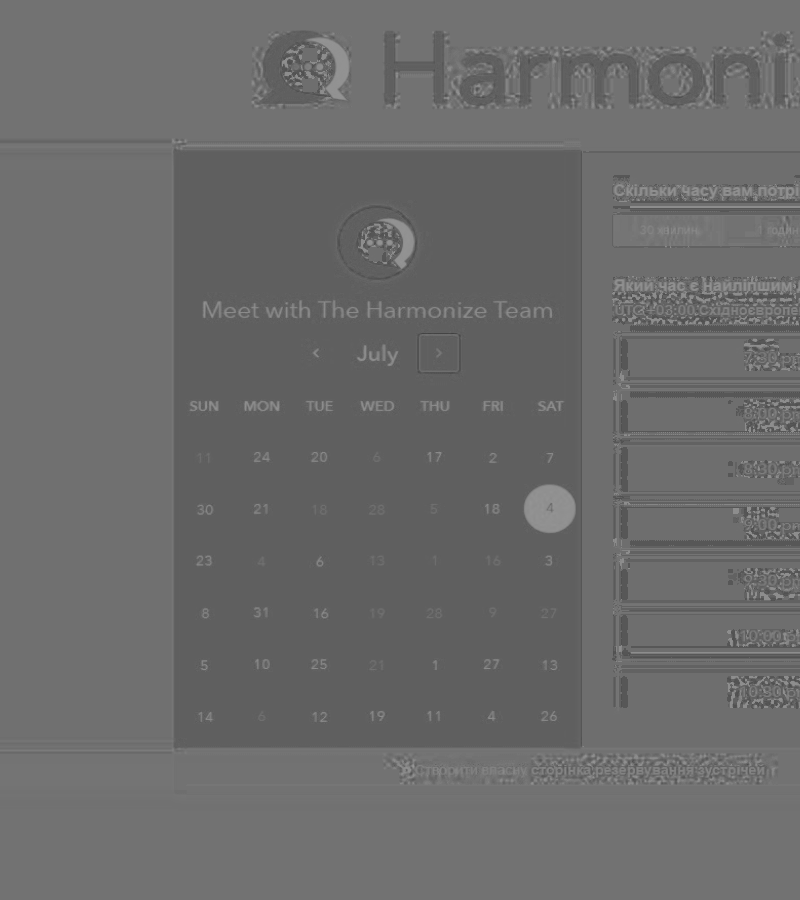 Harmoni
Meet with The Harmonize Team
July
SUN MON TUE WED THU FRI SAT
11 24 20 6 17 2 7
30 21 18 28 5 18 4
23 4 6 13 1 16 3
8 31 16 19 28 9 27
5 10 25 21 1 27 13
14 6 12 19 11 4 26
Скільки часу вам потрі
30 хвилин 1 годин
Який час є найліпшим
UTC+03:00 Східноєвропе
7:30 pm
8:00 pm
8:30 pm
9:00 pm
9:30 pm
10:00 pm
10:30 pm
Створити власну сторінка резервування зустрічей